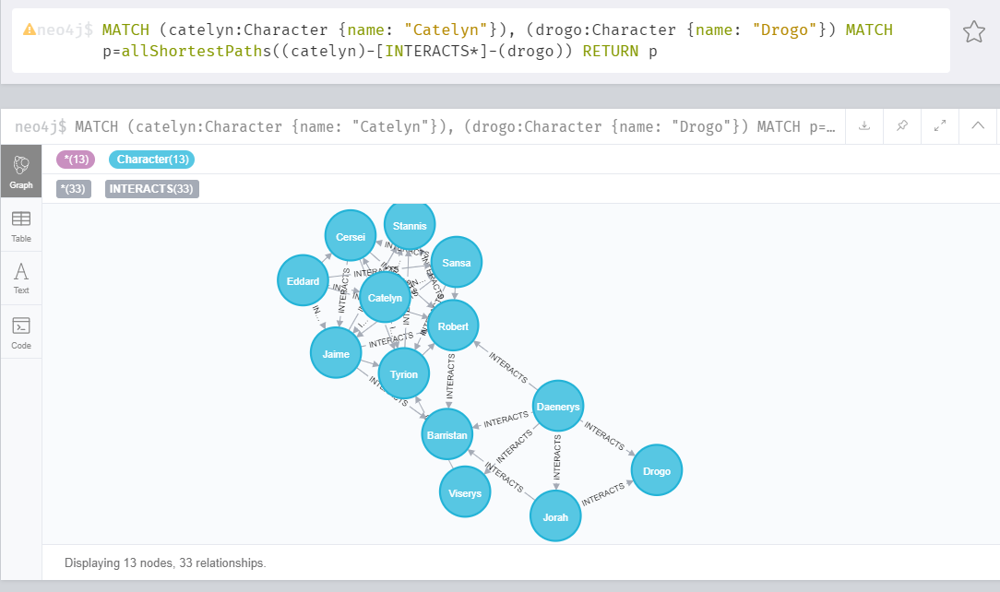 neo4j$ MATCH (catelyn:Character {name: "Catelyn"}), (drogo:Character {name: "Drogo"}) MATCH
p=allShortestPaths((catelyn)-[INTERACTS*]-(drogo)) RETURN p
neo4j$ MATCH (catelyn:Character {name: "Catelyn"}), (drogo:Character {name: "Drogo"}) MATCH p=…
*(13) Character(13)
Graph
*(33) INTERACTS(33)
Table
Text
Code
Stannis
Cersei
Sansa
Eddard
Catelyn
Robert
Jaime
Tyrion
Daenerys
Barristan
Drogo
Viserys
Jorah
INTERACTS
INTERACTS
INTERACTS
IN...
INTERACTS
INTERACTS
INTERACTS
INTERACTS
INTERACTS
INTERACTS
INTERACTS
INTERACTS
INTERACTS
INTERACTS
Displaying 13 nodes, 33 relationships.